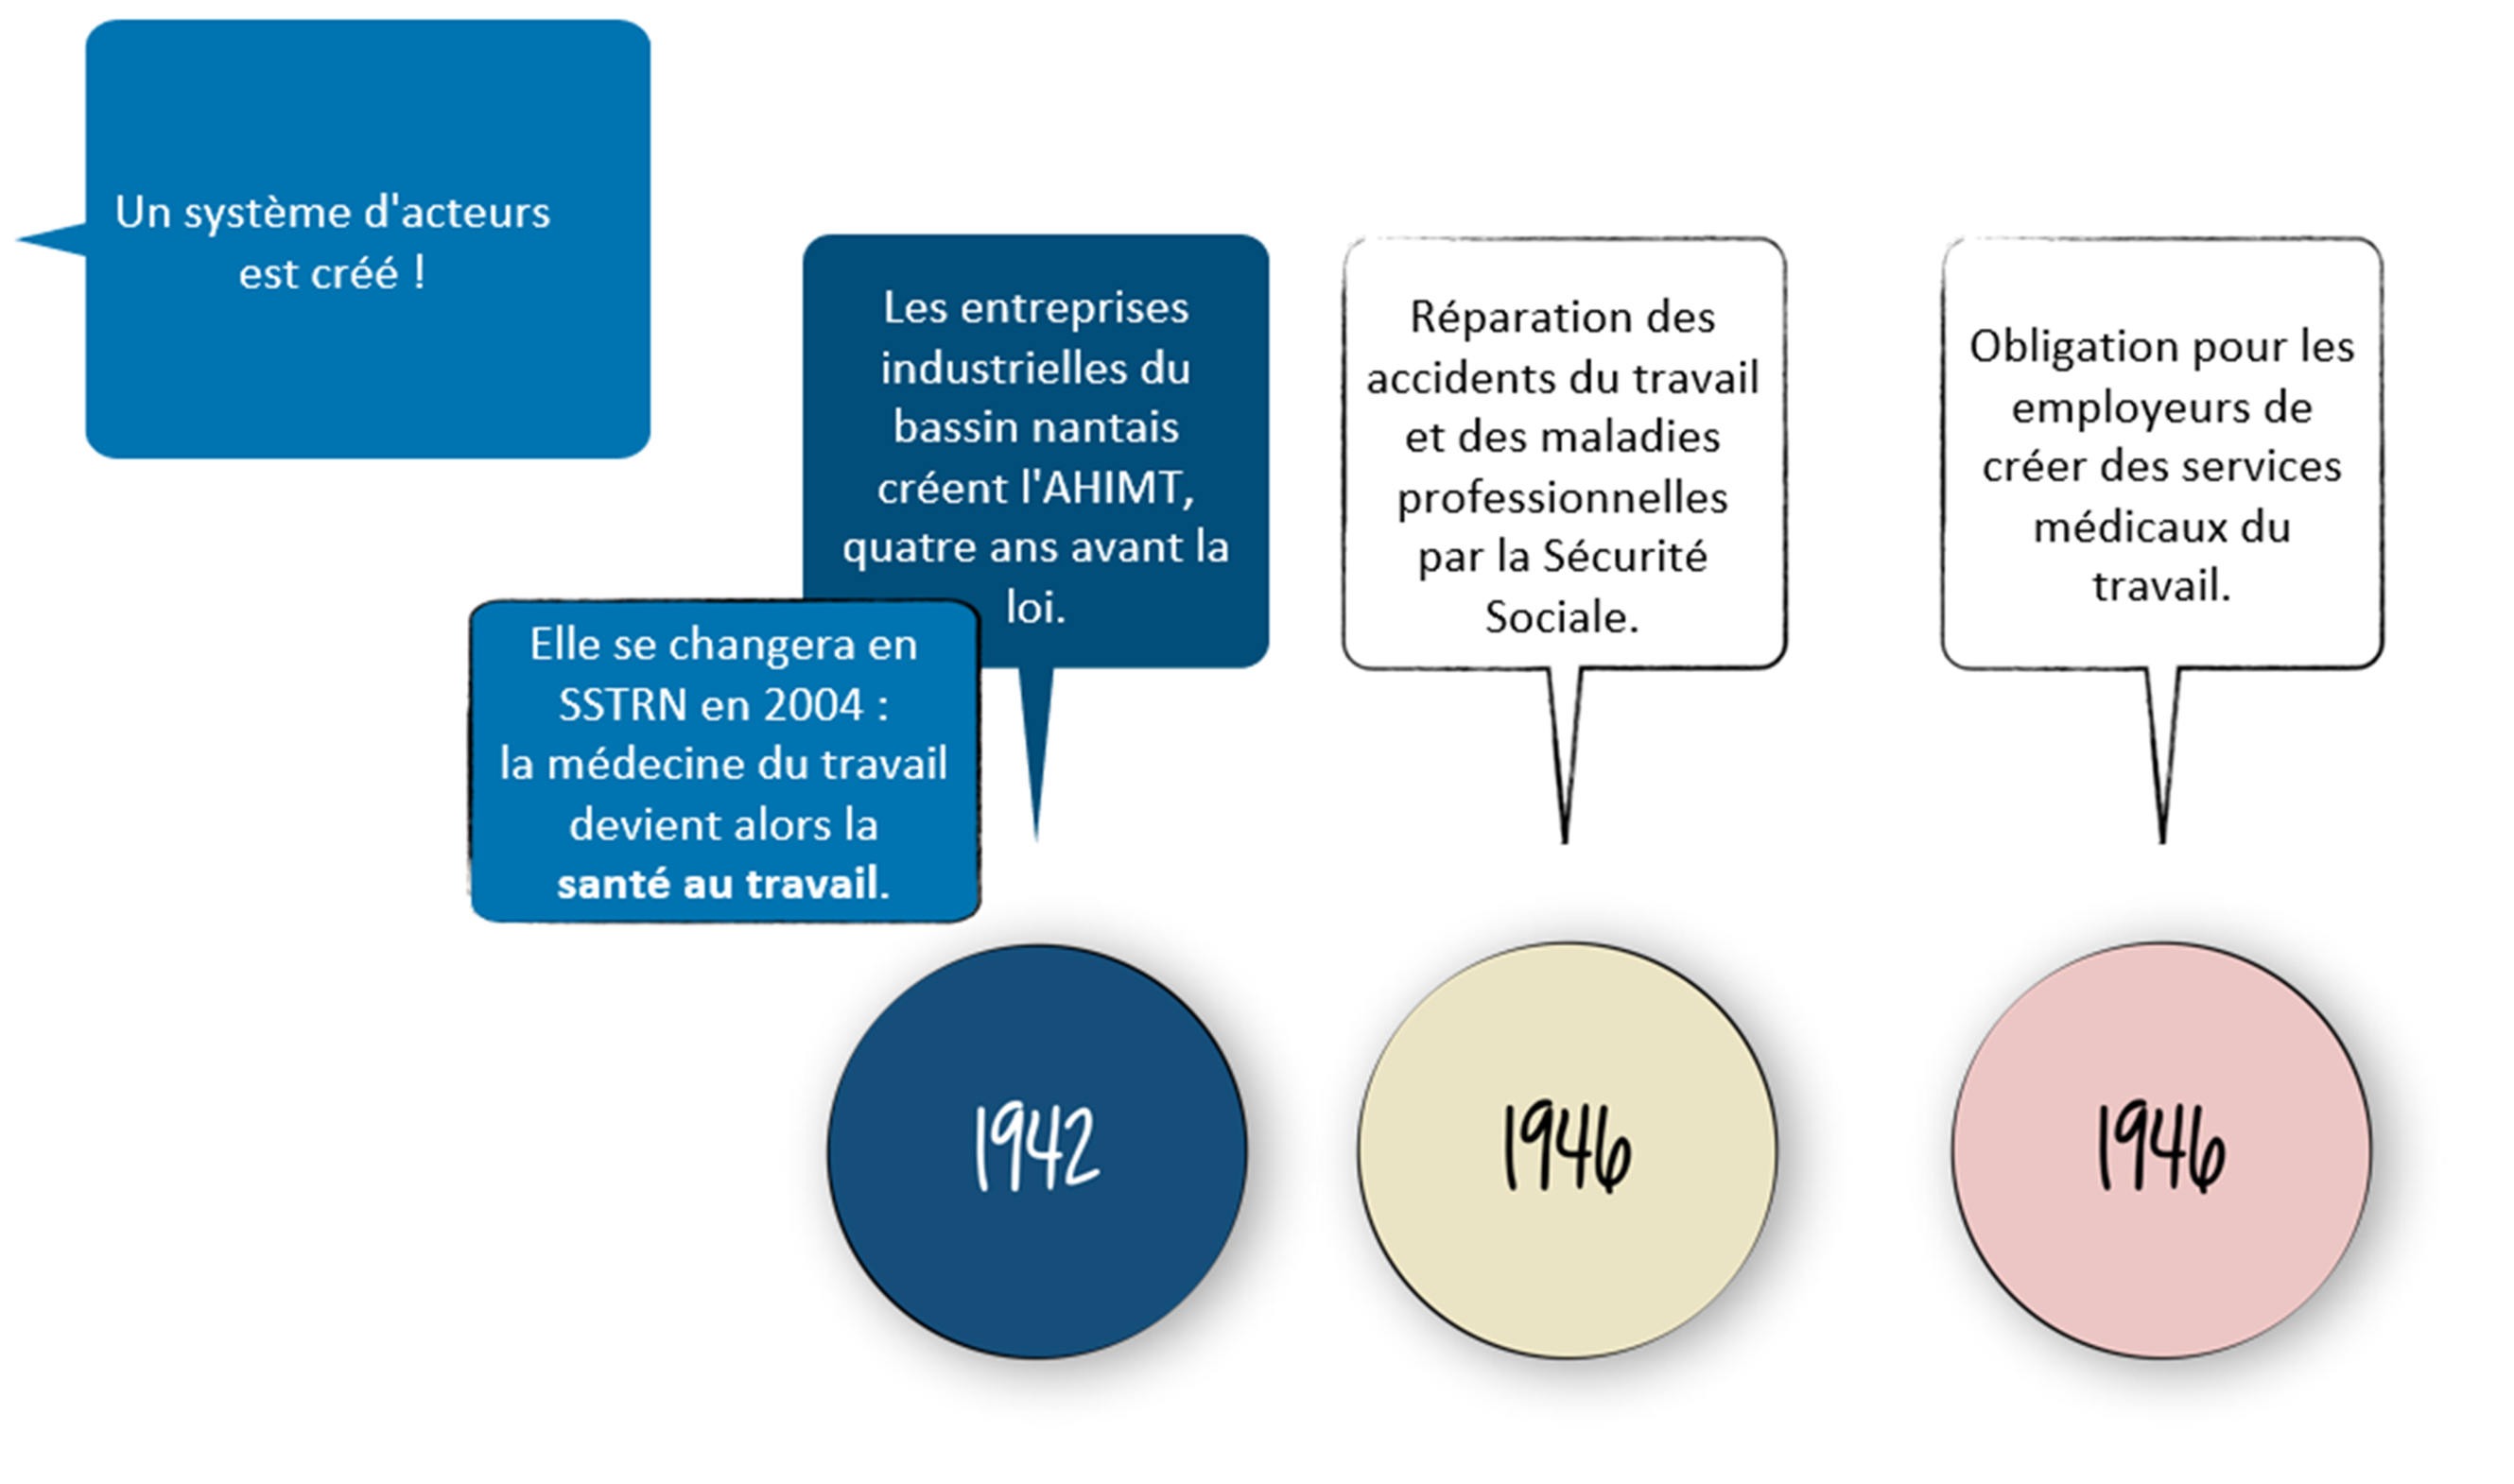 Un système d'acteurs
est créé !
Les entreprises
industrielles du
bassin nantais
créent l'AHIMT,
quatre ans avant la
loi.
Elle se changera en
SSTRN en 2004 :
la médecine du travail
devient alors la
santé au travail.
1942
Réparation des
accidents du travail
et des maladies
professionnelles
par la Sécurité
Sociale.
1946
Obligation pour les
employeurs de
créer des services
médicaux du
travail.
1946